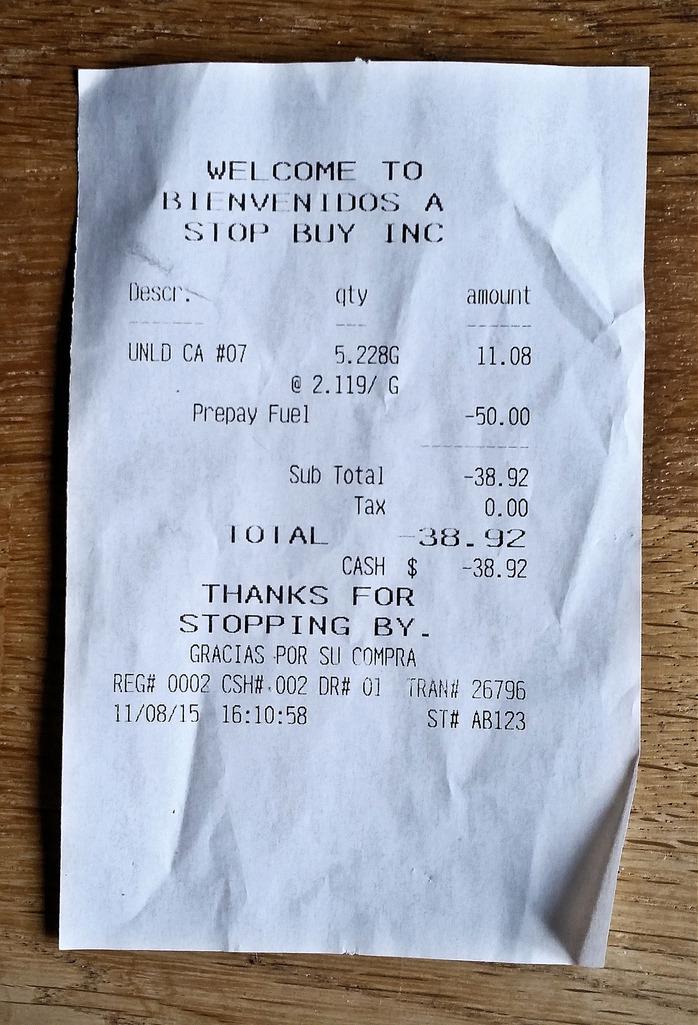 WELCOME TO
BIENVENIDOS A
STOP BUY INC
Descr. qty amount
-------- --- ------
UNLD CA #07 5.228G 11.08
@ 2.119/ G
Prepay Fuel -50.00
----------
Sub Total -38.92
Tax 0.00
TOTAL -38.92
CASH $ -38.92
THANKS FOR
STOPPING BY.
GRACIAS POR SU COMPRA
REG# 0002 CSH# 002 DR# 01 TRAN# 26796
11/08/15 16:10:58 ST# AB123